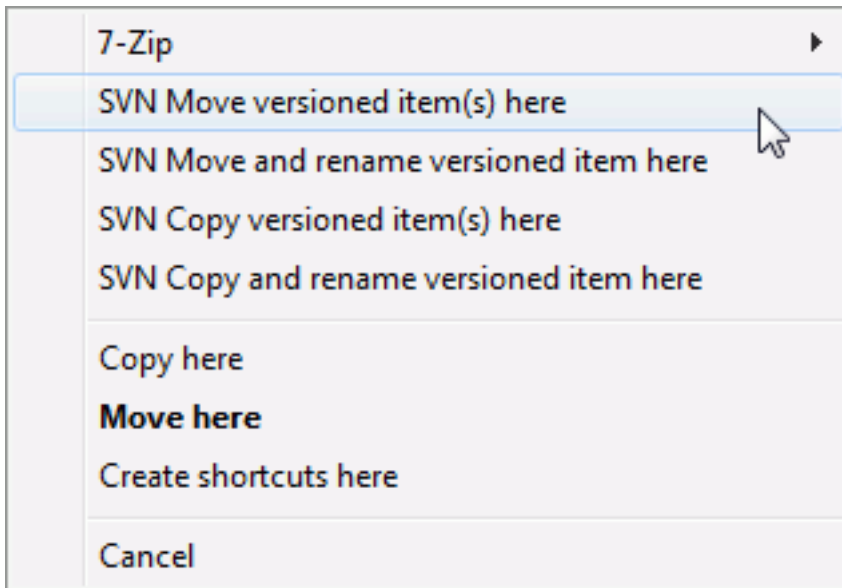 7-Zip
SVN Move versioned item(s) here
SVN Move and rename versioned item here
SVN Copy versioned item(s) here
SVN Copy and rename versioned item here
Copy here
Move here
Create shortcuts here
Cancel